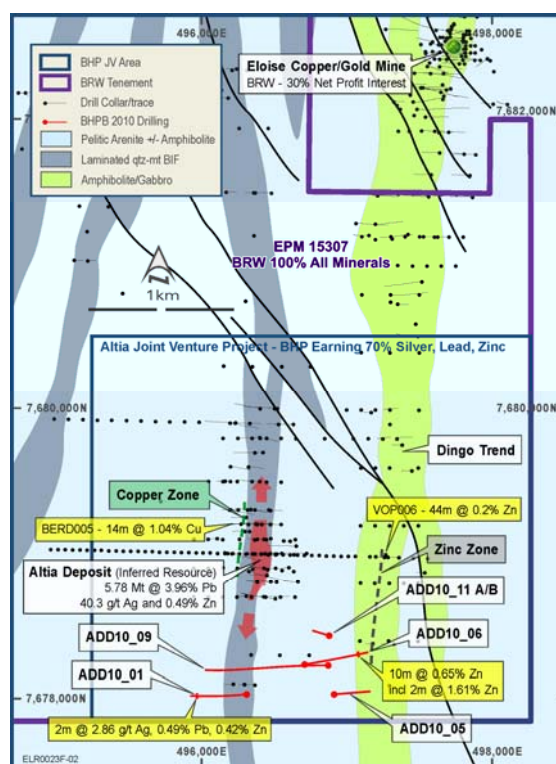 496,000N
498,000N
BHP JV Area
BRW Tenement
Drill Collar/trace
BHPB 2010 Drilling
Pelitic Arenite +/- Amphibolite
Laminated qtz-mt BIF
Amphibolite/Gabbro
Eloise Copper/Gold Mine
BRW - 30% Net Profit Interest
7,682,000N
EPM 15307
BRW 100% All Minerals
N
1km
Altia Joint Venture Project - BHP Earning 70% Silver, Lead, Zinc
7,680,000N
7,680,000N
Dingo Trend
Copper Zone
VOP006 - 44m @ 0.2% Zn
BERD005 - 14m @ 1.04% Cu
Zinc Zone
Altia Deposit (Inferred Resource)
5.78 Mt @ 3.96% Pb
40.3 g/t Ag and 0.49% Zn
ADD10_11 A/B
ADD10_09
ADD10_06
ADD10_01
10m @ 0.65% Zn
Incl 2m @ 1.61% Zn
7,678,000N
2m @ 2.86 g/t Ag, 0.49% Pb, 0.42% Zn
ADD10_05
ELR0023F-02
496,000N
498,000N